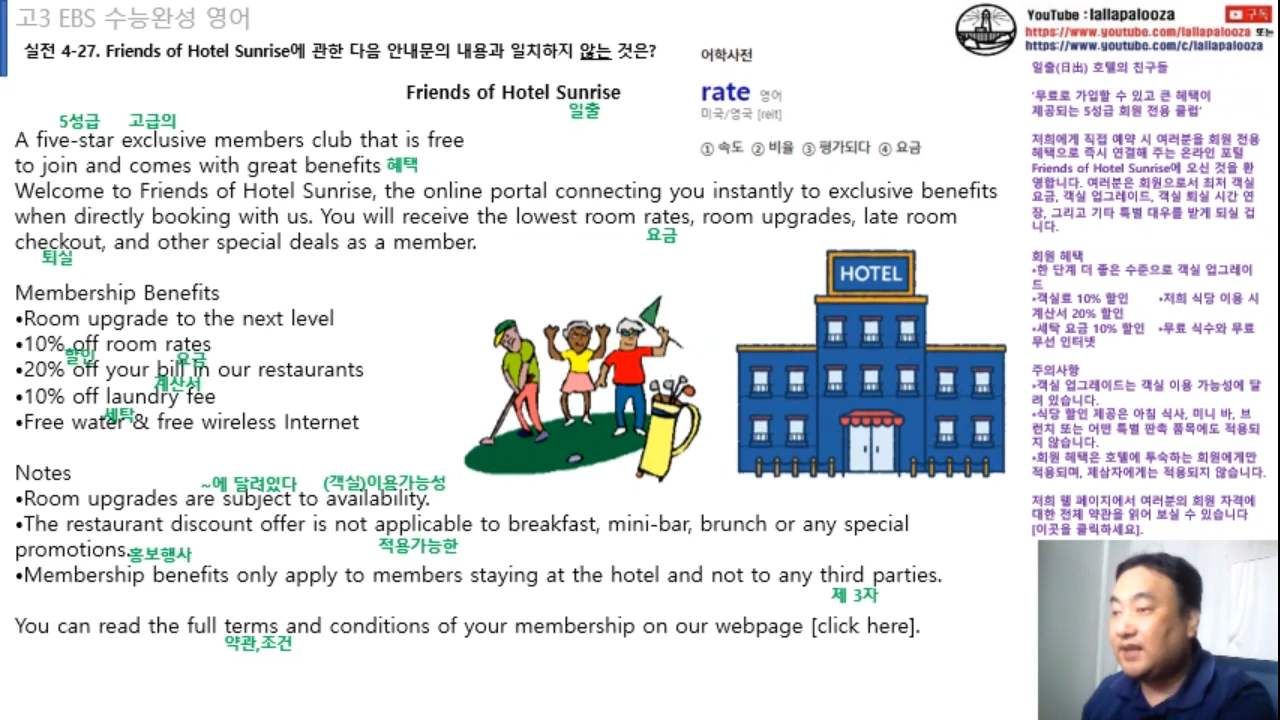 고3 EBS 수능완성 영어
실전 4-27. Friends of Hotel Sunrise에 관한 다음 안내문의 내용과 일치하지 않는 것은?
Friends of Hotel Sunrise
일출
5성급 고급의
A five-star exclusive members club that is free
to join and comes with great benefits 혜택
Welcome to Friends of Hotel Sunrise, the online portal connecting you instantly to exclusive benefits
when directly booking with us. You will receive the lowest room rates, room upgrades, late room
요금
checkout, and other special deals as a member.
퇴실
Membership Benefits
•Room upgrade to the next level
•10% off room rates
할인 요금
•20% off your bill in our restaurants
계산서
•10% off laundry fee
세탁
•Free water & free wireless Internet
Notes
~에 달려있다 (객실)이용가능성
•Room upgrades are subject to availability.
•The restaurant discount offer is not applicable to breakfast, mini-bar, brunch or any special
적용가능한
promotions.홍보행사
•Membership benefits only apply to members staying at the hotel and not to any third parties.
제 3자
You can read the full terms and conditions of your membership on our webpage [click here].
약관,조건
어학사전
rate 영어
미국/영국 [reit]
① 속도 ② 비율 ③ 평가되다 ④ 요금
HOTEL
YouTube : lallapalooza 구독
https://www.youtube.com/lallapalooza 또는
https://www.youtube.com/c/lallapalooza
일출(日出) 호텔의 친구들
‘무료로 가입할 수 있고 큰 혜택이
제공되는 5성급 회원 전용 클럽’
저희에게 직접 예약 시 여러분을 회원 전용
혜택으로 즉시 연결해 주는 온라인 포털
Friends of Hotel Sunrise에 오신 것을 환
영합니다. 여러분은 회원으로서 최저 객실
요금, 객실 업그레이드, 객실 퇴실 시간 연
장, 그리고 기타 특별 대우를 받게 되실 겁
니다.
회원 혜택
•한 단계 더 좋은 수준으로 객실 업그레이
드
•객실료 10% 할인 •저희 식당 이용 시
계산서 20% 할인
•세탁 요금 10% 할인 •무료 식수와 무료
무선 인터넷
주의사항
•객실 업그레이드는 객실 이용 가능성에 달
려 있습니다.
•식당 할인 제공은 아침 식사, 미니 바, 브
런치 또는 어떤 특별 판촉 품목에도 적용되
지 않습니다.
•회원 혜택은 호텔에 투숙하는 회원에게만
적용되며, 제삼자에게는 적용되지 않습니다.
저희 웹 페이지에서 여러분의 회원 자격에
대한 전체 약관을 읽어 보실 수 있습니다
[이곳을 클릭하세요].